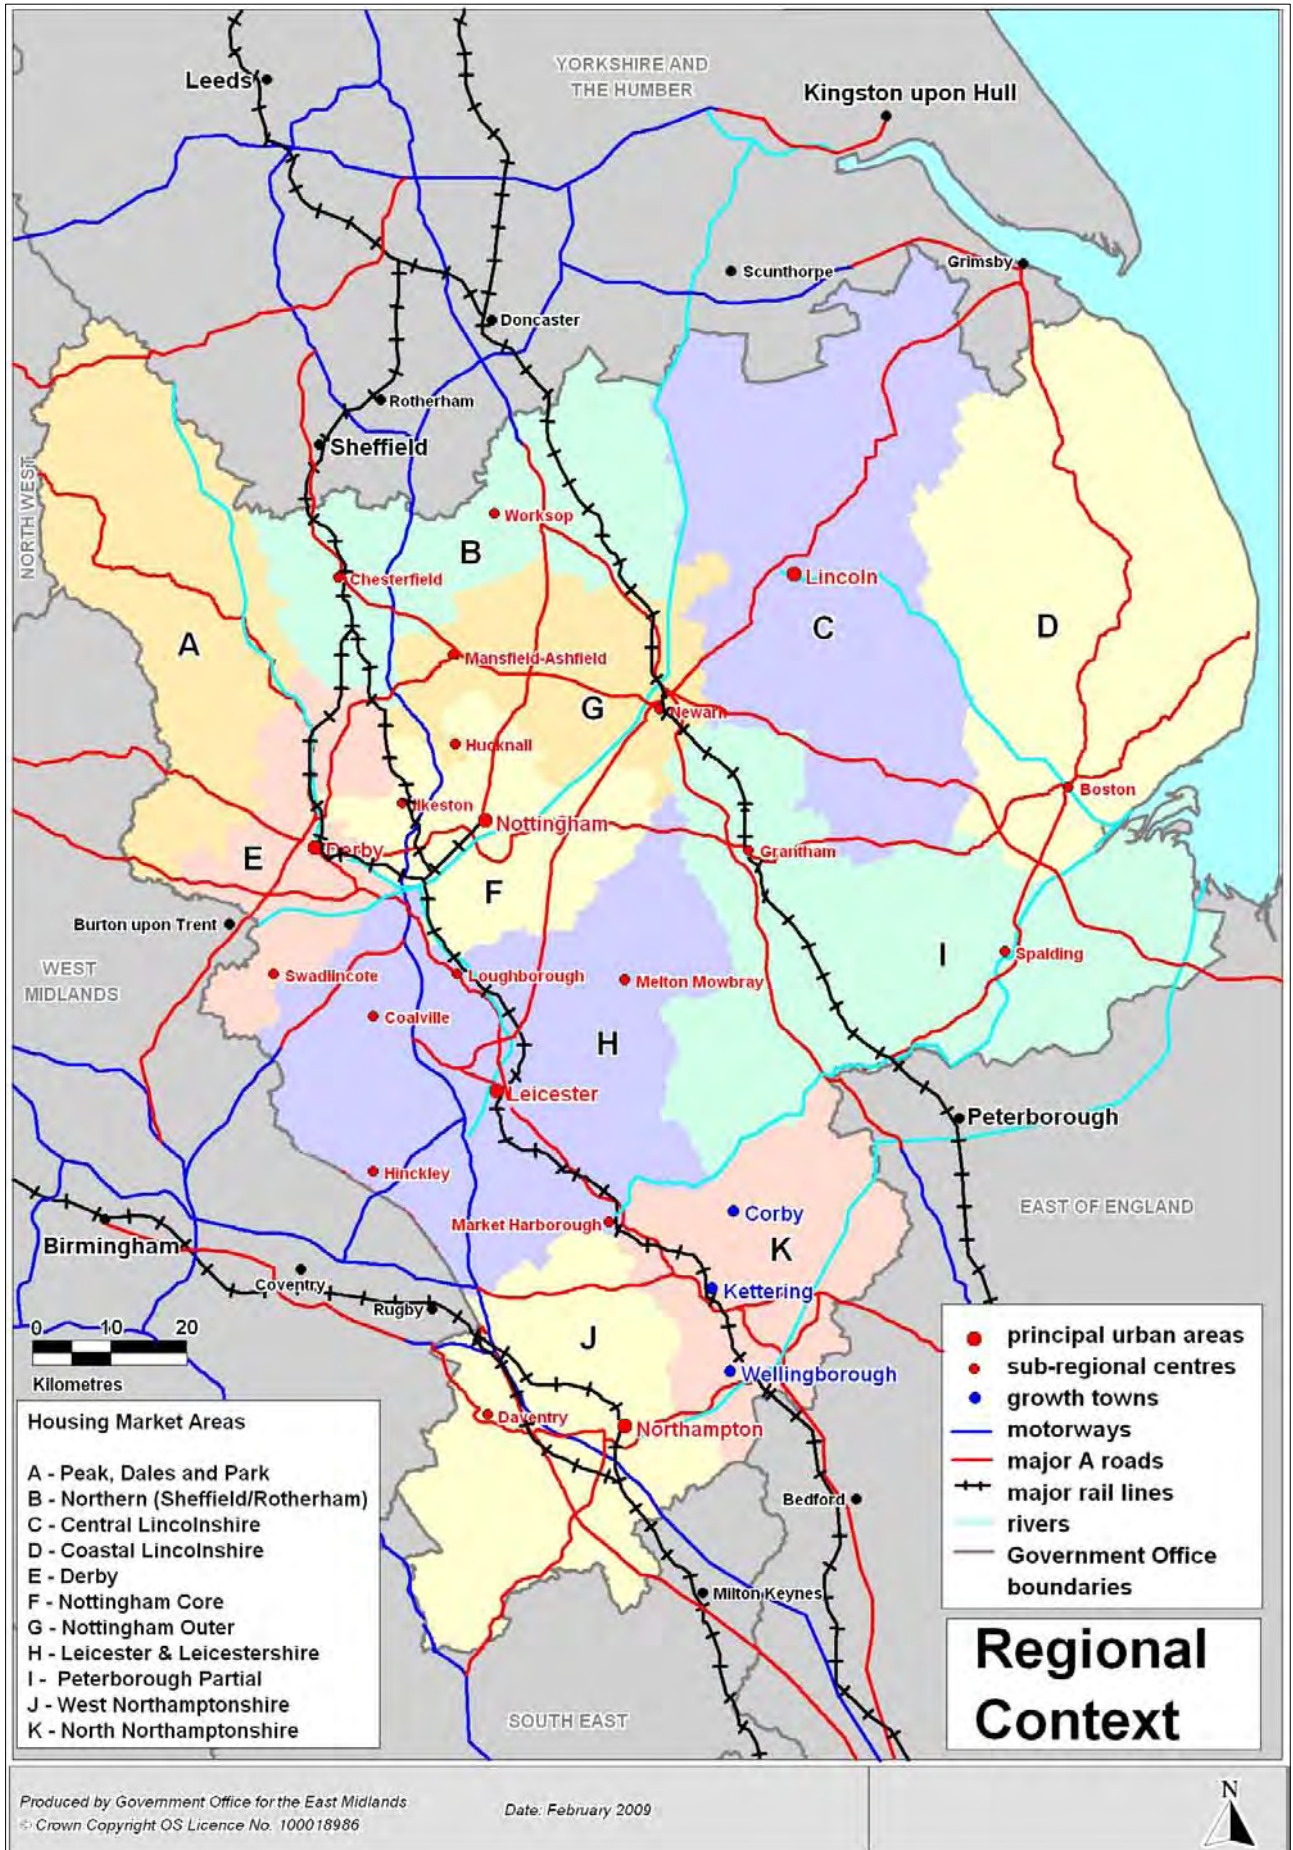 YORKSHIRE AND
THE HUMBER
Leeds
Kingston upon Hull
Scunthorpe
Grimsby
Doncaster
Rotherham
Sheffield
NORTH WEST
Worksop
B
Chesterfield
Lincoln
C
D
A
Mansfield-Ashfield
G
Newark
Hucknall
Ilkeston
Nottingham
Boston
Derby
E
Grantham
F
Burton upon Trent
I
Spalding
WEST
MIDLANDS
Swadlincote
Loughborough
Melton Mowbray
Coalville
H
Leicester
Peterborough
Hinckley
EAST OF ENGLAND
Corby
Market Harborough
K
Birmingham
Coventry
Kettering
Rugby
0 10 20
Kilometres
J
Wellingborough
Daventry
Northampton
Bedford
Milton Keynes
SOUTH EAST
principal urban areas
sub-regional centres
growth towns
motorways
major A roads
major rail lines
rivers
Government Office
boundaries
Housing Market Areas
A - Peak, Dales and Park
B - Northern (Sheffield/Rotherham)
C - Central Lincolnshire
D - Coastal Lincolnshire
E - Derby
F - Nottingham Core
G - Nottingham Outer
H - Leicester & Leicestershire
I - Peterborough Partial
J - West Northamptonshire
K - North Northamptonshire
Regional
Context
Produced by Government Office for the East Midlands
© Crown Copyright OS Licence No. 100018986
Date: February 2009
N